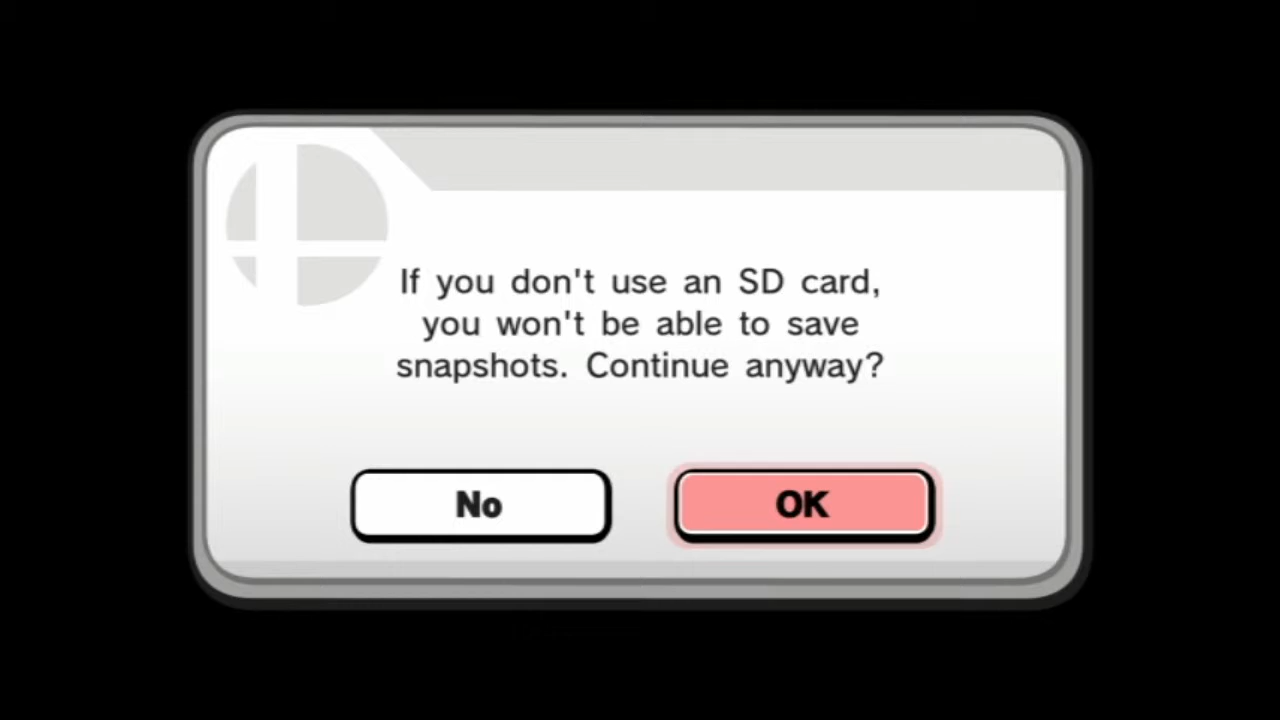 If you don't use an SD card,
you won't be able to save
snapshots. Continue anyway?
No
OK